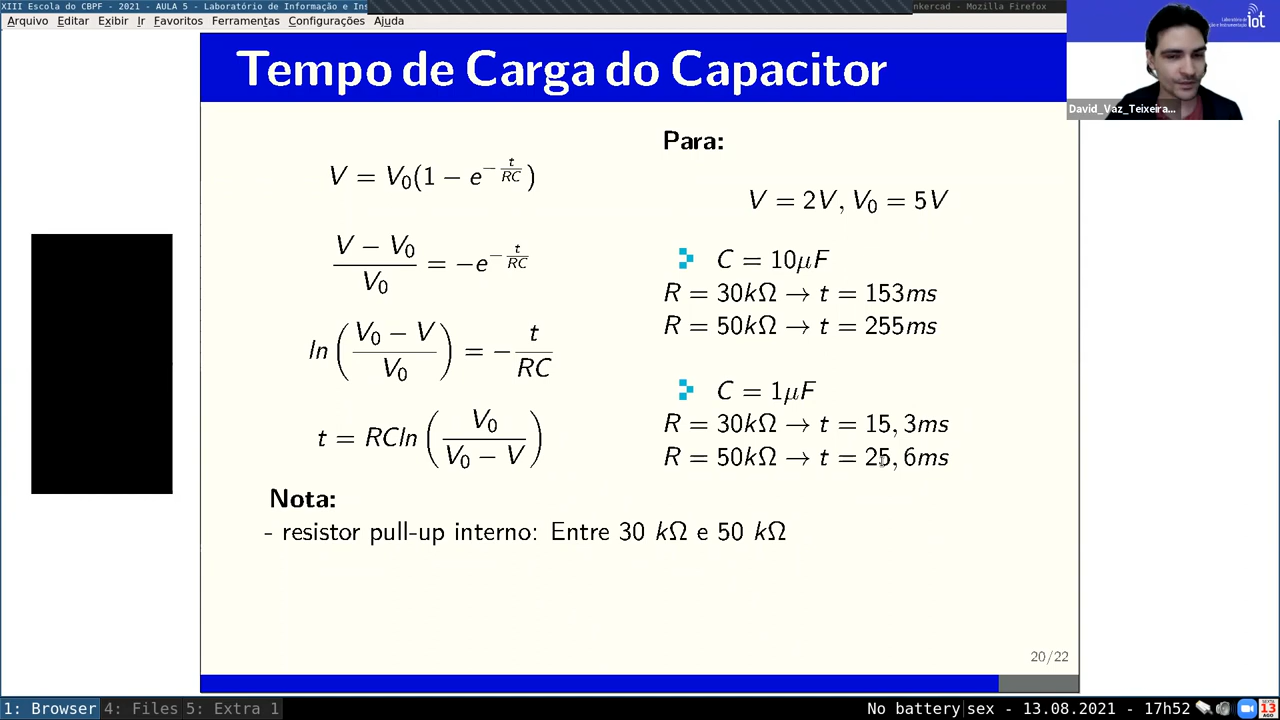 XIII Escola do CBPF - 2021 - AULA 5 - Laboratório de Informação e Ins
nkercad - Mozilla Firefox
Arquivo Editar Exibir Ir Favoritos Ferramentas Configurações Ajuda
iot
David_Vaz_Teixeira...
Tempo de Carga do Capacitor
V = V₀(1 − e^(−t/RC))
(V − V₀)/V₀ = −e^(−t/RC)
ln((V₀ − V)/V₀) = −t/RC
t = RCln(V₀/(V₀ − V))
Para:
V = 2V, V₀ = 5V
C = 10μF
R = 30kΩ → t = 153ms
R = 50kΩ → t = 255ms
C = 1μF
R = 30kΩ → t = 15, 3ms
R = 50kΩ → t = 25, 6ms
Nota:
- resistor pull-up interno: Entre 30 kΩ e 50 kΩ
20/22
1: Browser 4: Files 5: Extra 1
No battery|sex - 13.08.2021 - 17h52
13
AGO